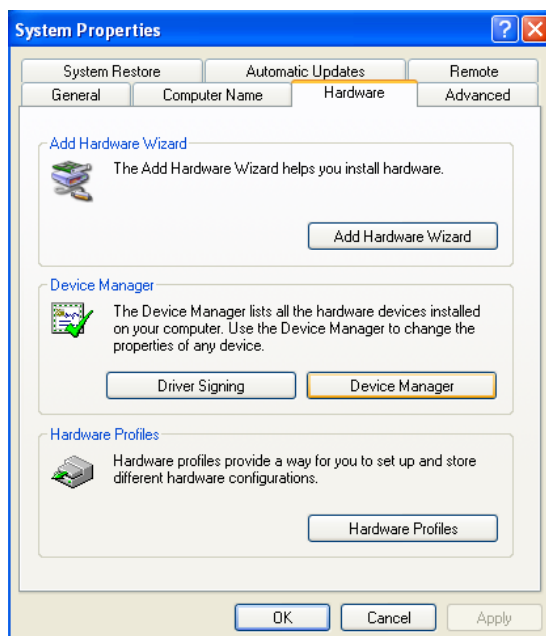 System Properties
System Restore
Automatic Updates
Remote
General
Computer Name
Hardware
Advanced
Add Hardware Wizard
The Add Hardware Wizard helps you install hardware.
Add Hardware Wizard
Device Manager
The Device Manager lists all the hardware devices installed
on your computer. Use the Device Manager to change the
properties of any device.
Driver Signing
Device Manager
Hardware Profiles
Hardware profiles provide a way for you to set up and store
different hardware configurations.
Hardware Profiles
OK
Cancel
Apply